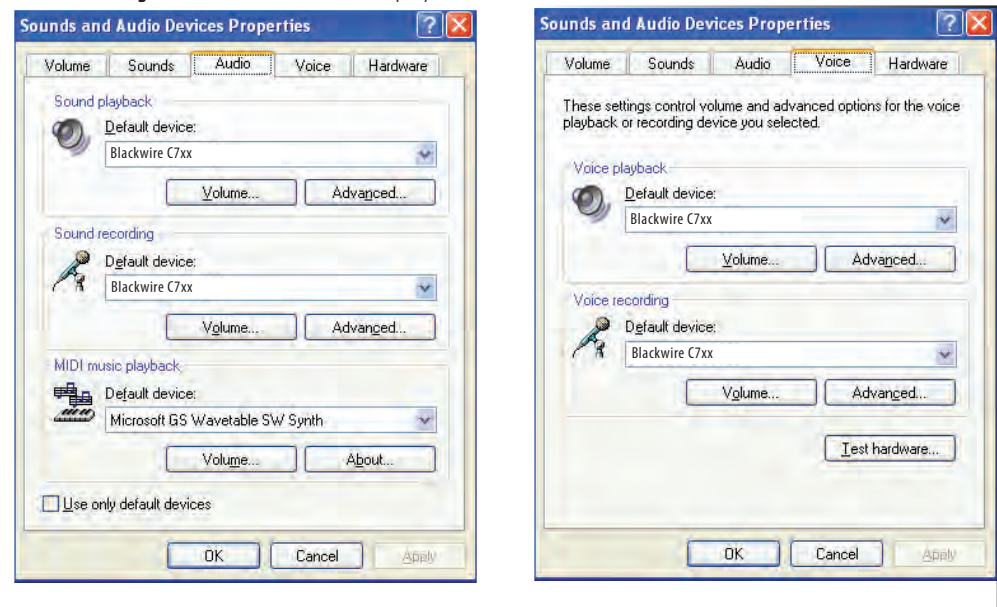 Sounds and Audio Devices Properties
Volume Sounds Audio Voice Hardware
Sound playback
Default device:
Blackwire C7xx
Volume... Advanced...
Sound recording
Default device:
Blackwire C7xx
Volume... Advanced...
MIDI music playback
Default device:
Microsoft GS Wavetable SW Synth
Volume... About...
Use only default devices
OK Cancel Apply
Sounds and Audio Devices Properties
Volume Sounds Audio Voice Hardware
These settings control volume and advanced options for the voice
playback or recording device you selected.
Voice playback
Default device:
Blackwire C7xx
Volume... Advanced...
Voice recording
Default device:
Blackwire C7xx
Volume... Advanced...
Test hardware...
OK Cancel Apply